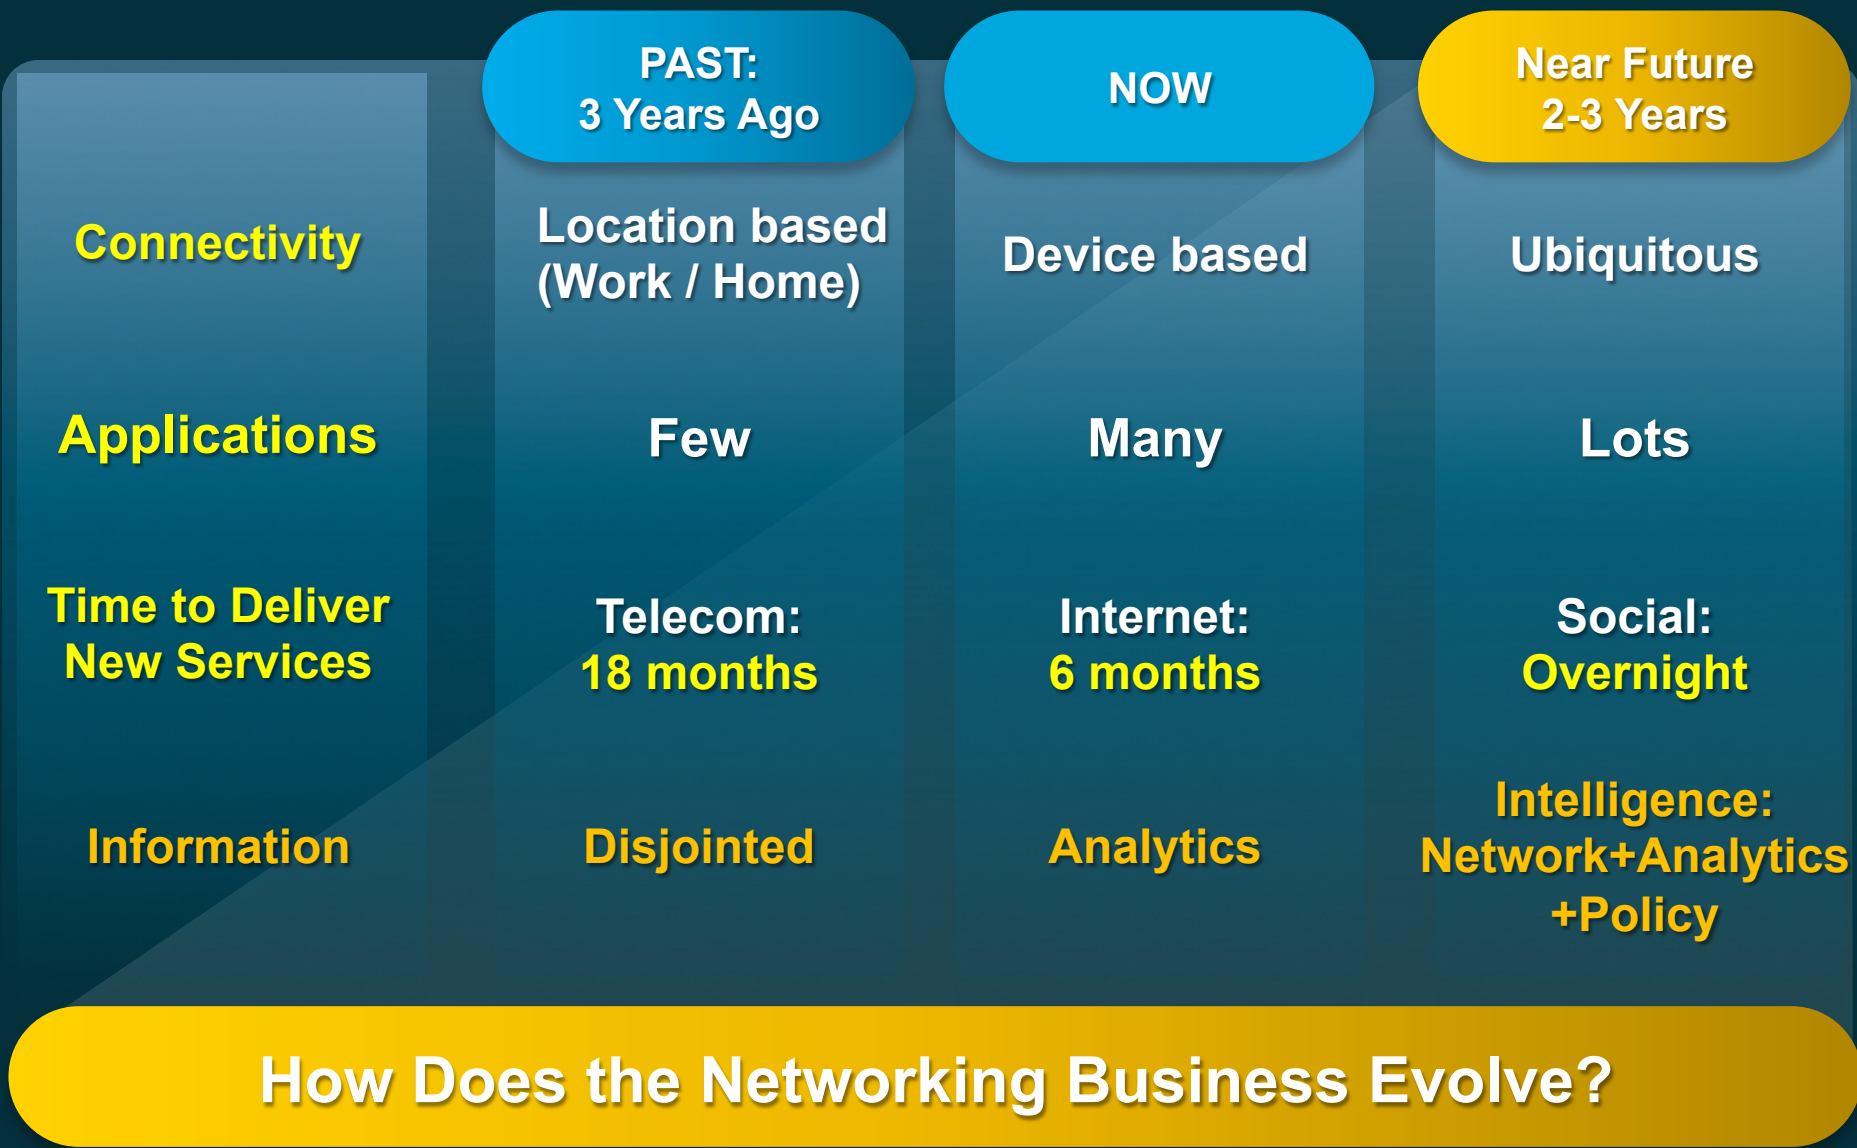 PAST:
3 Years Ago
NOW
Near Future
2-3 Years
Connectivity
Location based
(Work / Home)
Device based
Ubiquitous
Applications
Few
Many
Lots
Time to Deliver
New Services
Telecom:
18 months
Internet:
6 months
Social:
Overnight
Information
Disjointed
Analytics
Intelligence:
Network+Analytics
+Policy
How Does the Networking Business Evolve?